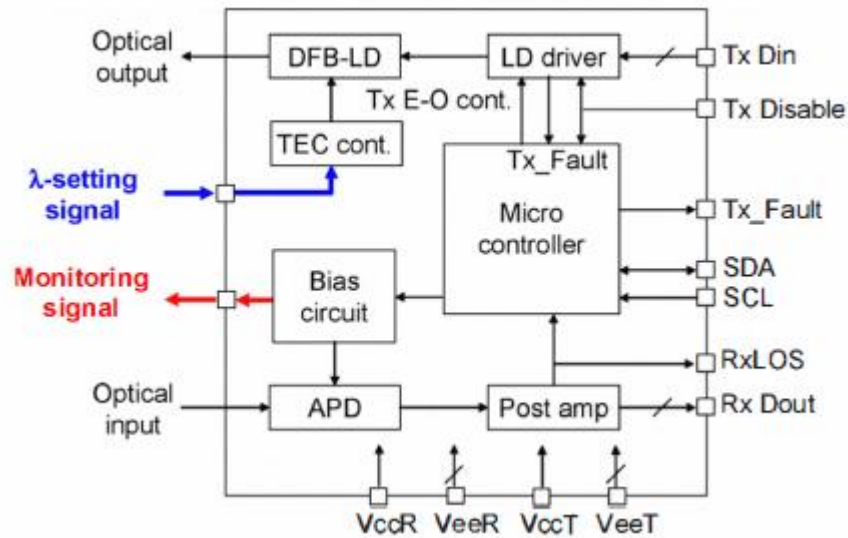 Optical
output
DFB-LD
LD driver
Tx Din
Tx E-O cont.
Tx Disable
TEC cont.
λ-setting
signal
Tx_Fault
Micro
controller
Tx_Fault
Monitoring
signal
Bias
circuit
SDA
SCL
RxLOS
Optical
input
APD
Post amp
Rx Dout
VccR
VeeR
VccT
VeeT